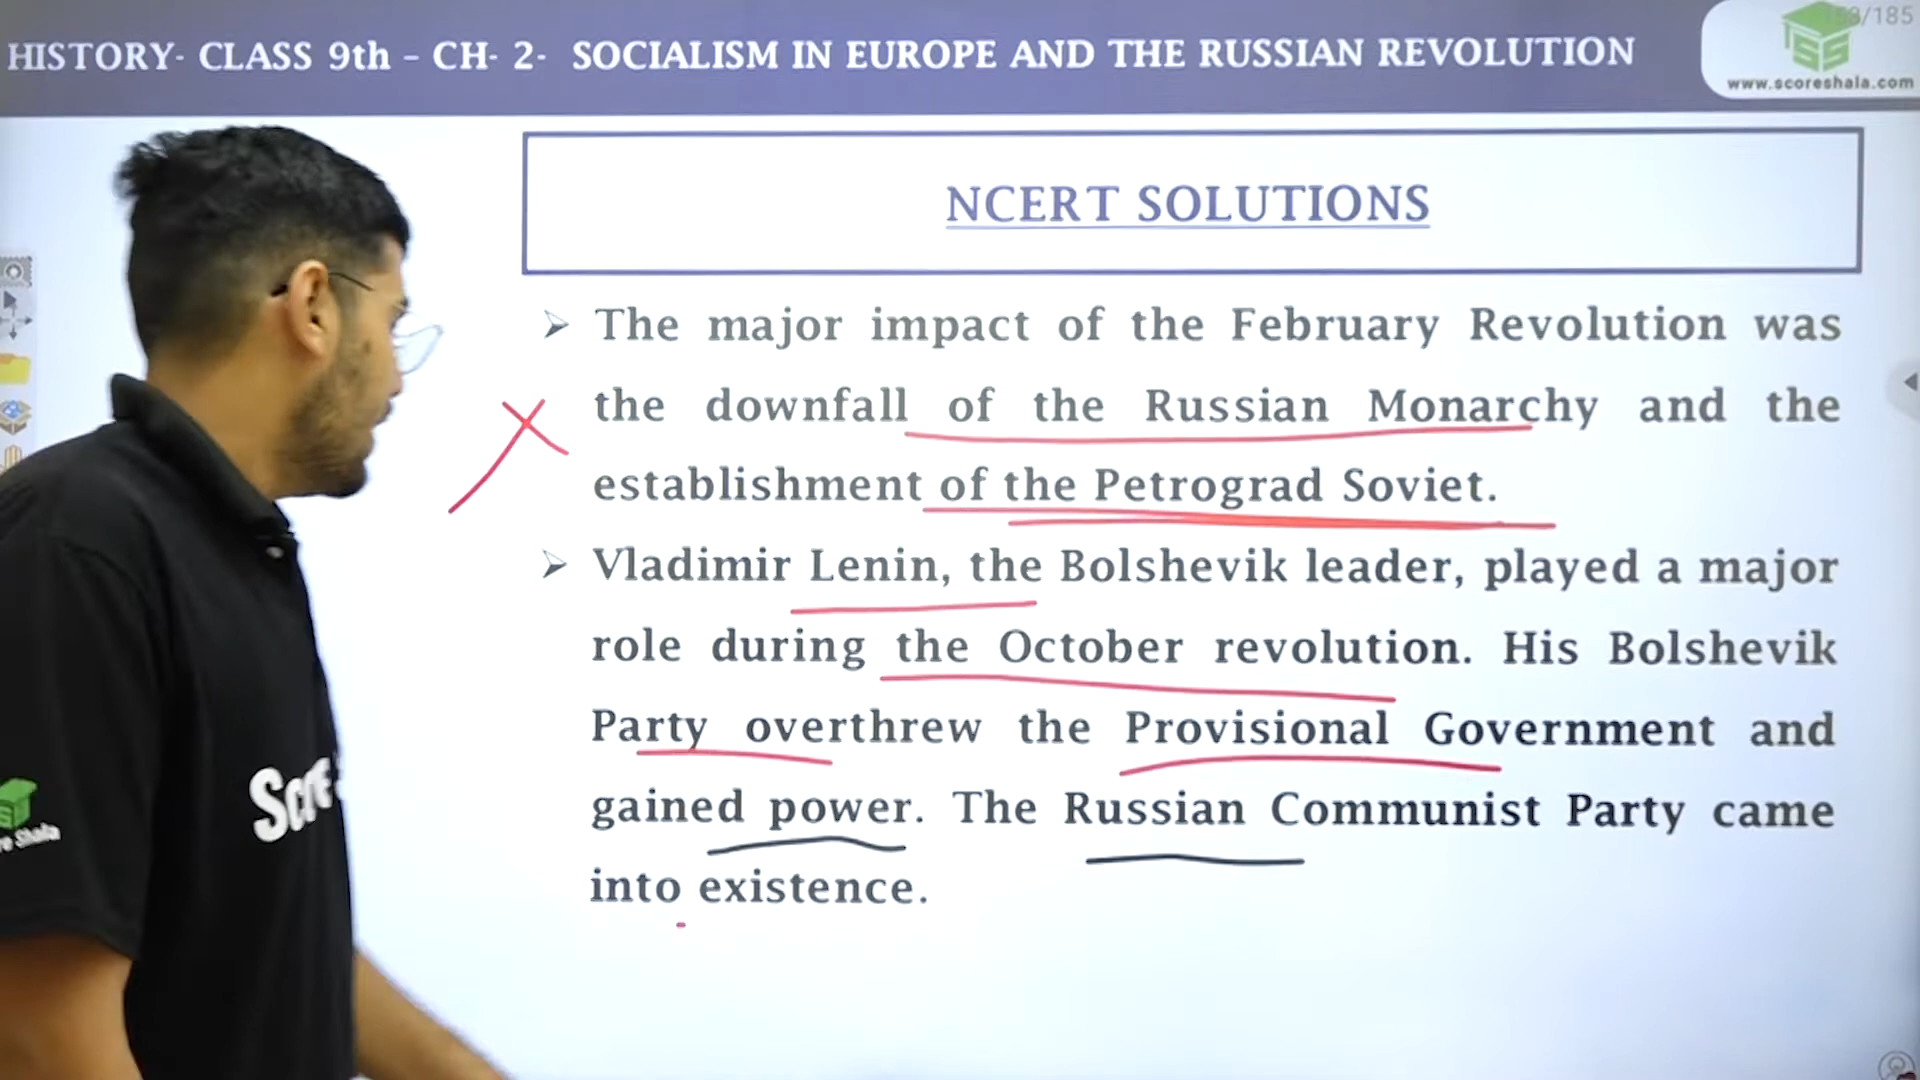 HISTORY- CLASS 9th – CH- 2- SOCIALISM IN EUROPE AND THE RUSSIAN REVOLUTION
/185
www.scoreshala.com
NCERT SOLUTIONS
➢ The major impact of the February Revolution was
the downfall of the Russian Monarchy and the
establishment of the Petrograd Soviet.
➢ Vladimir Lenin, the Bolshevik leader, played a major
role during the October revolution. His Bolshevik
Party overthrew the Provisional Government and
gained power. The Russian Communist Party came
into existence.
Score
Shala